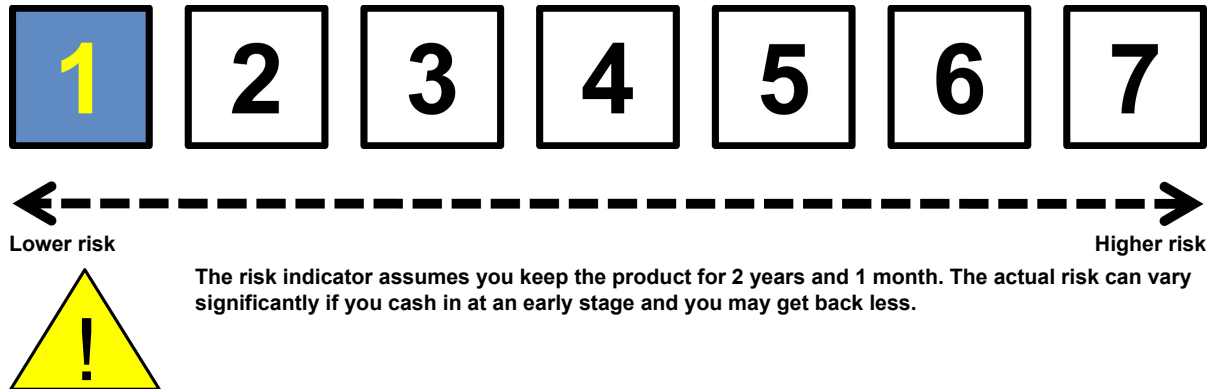 1 2 3 4 5 6 7
Lower risk Higher risk
The risk indicator assumes you keep the product for 2 years and 1 month. The actual risk can vary
significantly if you cash in at an early stage and you may get back less.
!